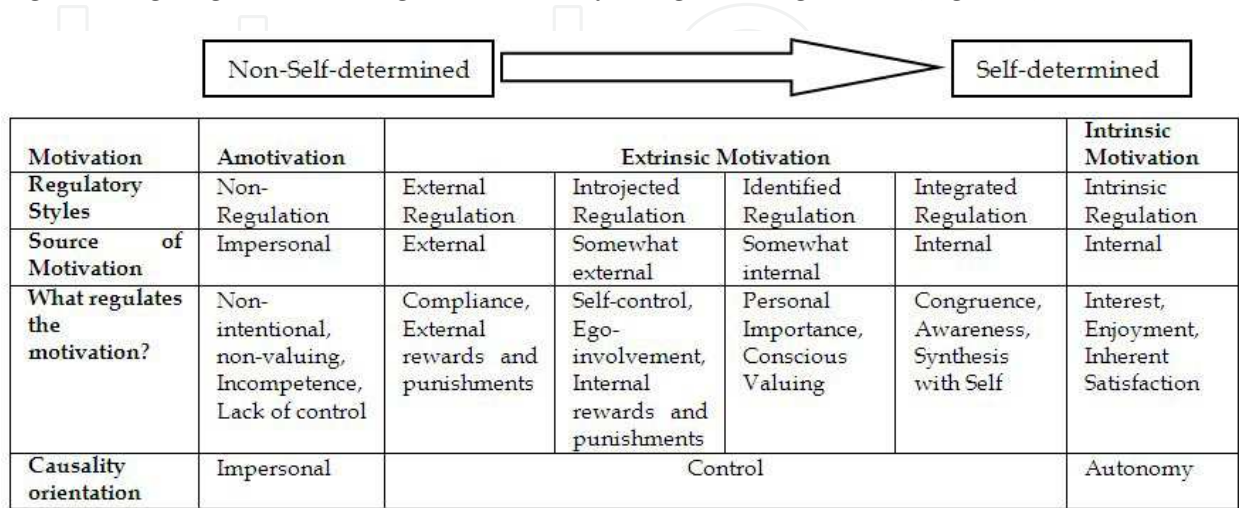 Non-Self-determined
Self-determined
Motivation Amotivation Extrinsic Motivation Intrinsic Motivation
Regulatory Styles Non-Regulation External Regulation Introjected Regulation Identified Regulation Integrated Regulation Intrinsic Regulation
Source of Motivation Impersonal External Somewhat external Somewhat internal Internal Internal
What regulates the motivation? Non-intentional, non-valuing, Incompetence, Lack of control Compliance, External rewards and punishments Self-control, Ego-involvement, Internal rewards and punishments Personal Importance, Conscious Valuing Congruence, Awareness, Synthesis with Self Interest, Enjoyment, Inherent Satisfaction
Causality orientation Impersonal Control Autonomy